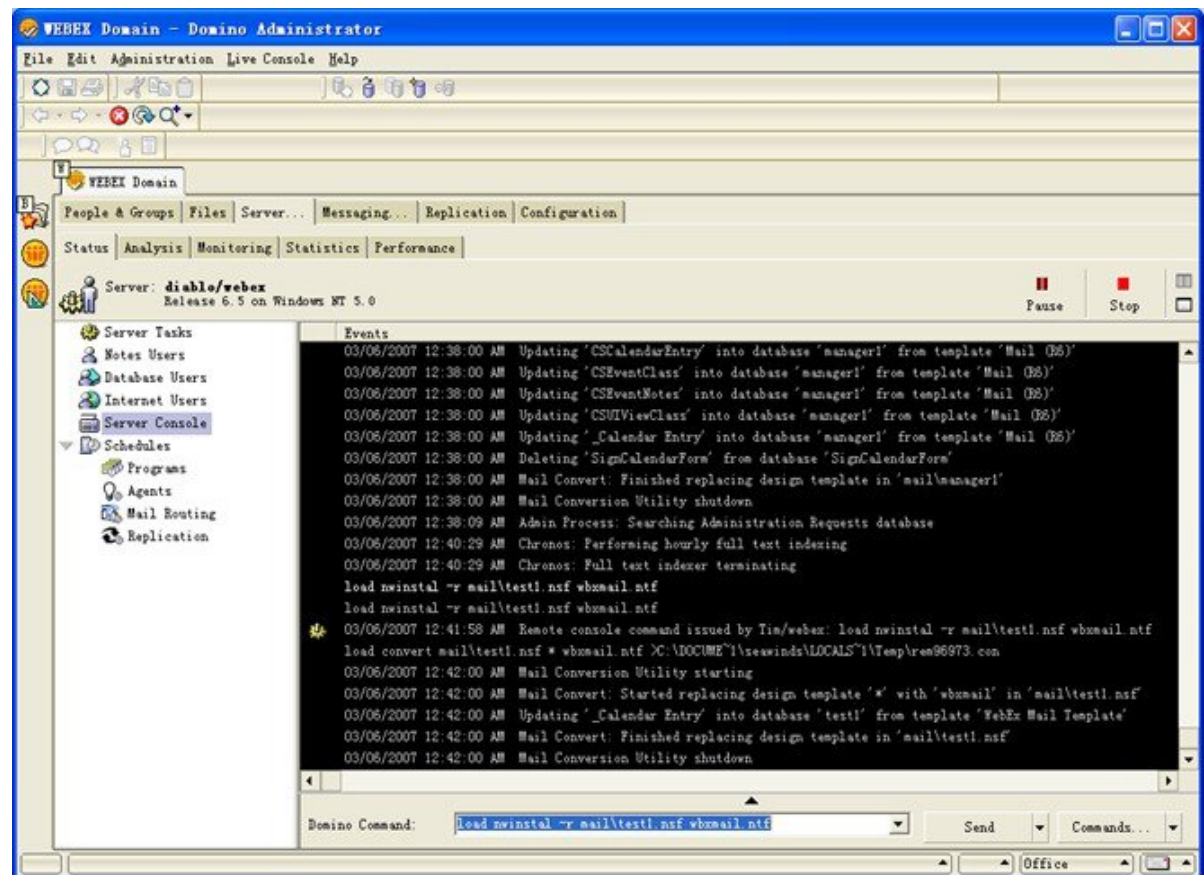 WEBEX Domain - Domino Administrator
File Edit Administration Live Console Help
WEBEX Domain
People & Groups Files Server... Messaging... Replication Configuration
Status Analysis Monitoring Statistics Performance
Server: diablo/webex
Release 6.5 on Windows NT 5.0
Pause Stop
Server Tasks
Notes Users
Database Users
Internet Users
Server Console
Schedules
Programs
Agents
Mail Routing
Replication
Events
03/06/2007 12:38:00 AM Updating 'CSCalendarEntry' into database 'manager1' from template 'Mail (R6)'
03/06/2007 12:38:00 AM Updating 'CSEventClass' into database 'manager1' from template 'Mail (R6)'
03/06/2007 12:38:00 AM Updating 'CSEventNotes' into database 'manager1' from template 'Mail (R6)'
03/06/2007 12:38:00 AM Updating 'CSUIViewClass' into database 'manager1' from template 'Mail (R6)'
03/06/2007 12:38:00 AM Updating '_Calendar Entry' into database 'manager1' from template 'Mail (R6)'
03/06/2007 12:38:00 AM Deleting 'SignCalendarForm' from database 'SignCalendarForm'
03/06/2007 12:38:00 AM Mail Convert: Finished replacing design template in 'mail\manager1'
03/06/2007 12:38:00 AM Mail Conversion Utility shutdown
03/06/2007 12:38:09 AM Admin Process: Searching Administration Requests database
03/06/2007 12:40:29 AM Chronos: Performing hourly full text indexing
03/06/2007 12:40:29 AM Chronos: Full text indexer terminating
load nwinstal -r mail\test1.nsf wbxmail.ntf
load nwinstal -r mail\test1.nsf wbxmail.ntf
03/06/2007 12:41:58 AM Remote console command issued by Tim/webex: load nwinstal -r mail\test1.nsf wbxmail.ntf
load convert mail\test1.nsf * wbxmail.ntf >C:\DOCUME~1\seawinds\LOCALS~1\Temp\rem96973.con
03/06/2007 12:42:00 AM Mail Conversion Utility starting
03/06/2007 12:42:00 AM Mail Convert: Started replacing design template '*' with 'wbxmail' in 'mail\test1.nsf'
03/06/2007 12:42:00 AM Updating '_Calendar Entry' into database 'test1' from template 'WebEx Mail Template'
03/06/2007 12:42:00 AM Mail Convert: Finished replacing design template in 'mail\test1.nsf'
03/06/2007 12:42:00 AM Mail Conversion Utility shutdown
Domino Command: load nwinstal -r mail\test1.nsf wbxmail.ntf Send Commands...
Office